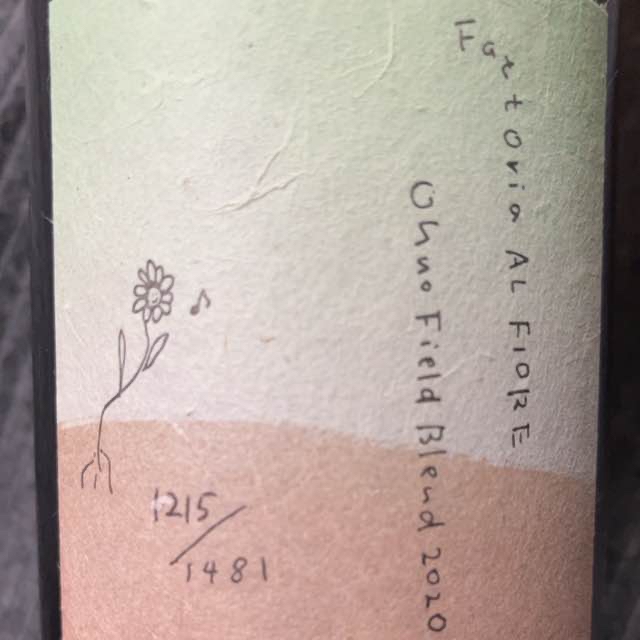 Fattoria AL FIORE
Ohno Field Blend 2020
1215/
/1481